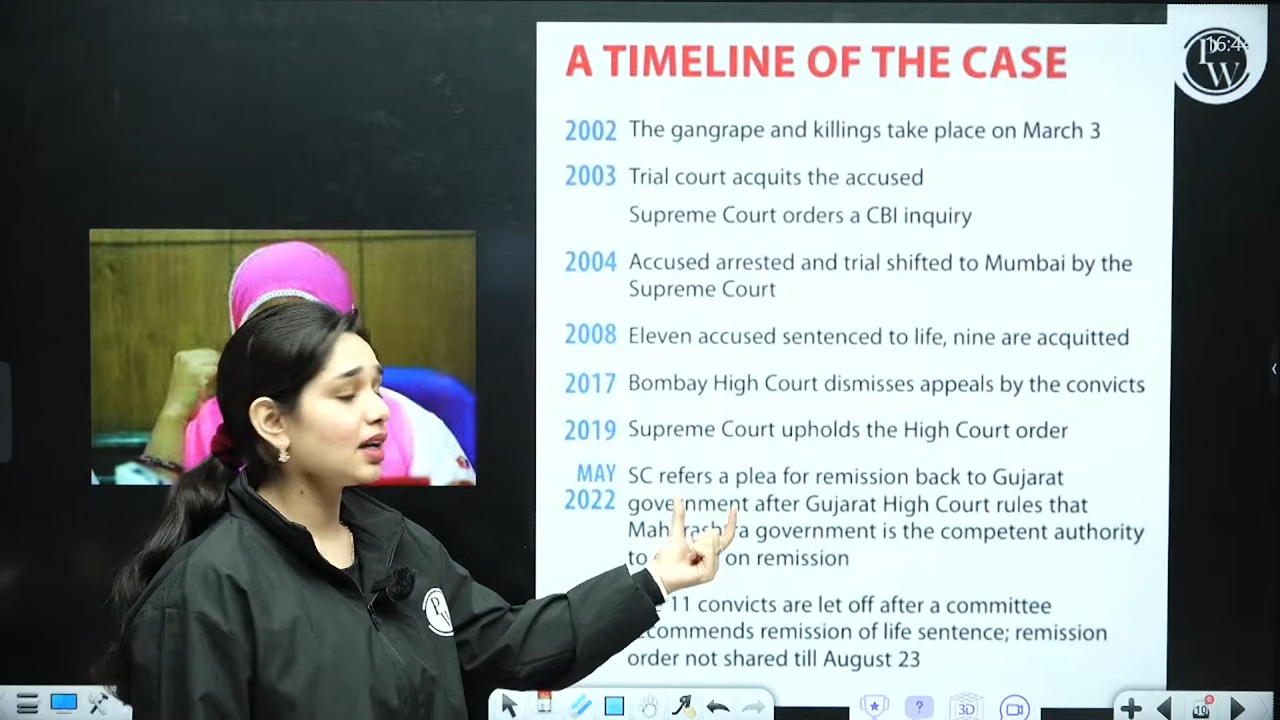 A TIMELINE OF THE CASE
2002 The gangrape and killings take place on March 3
2003 Trial court acquits the accused
Supreme Court orders a CBI inquiry
2004 Accused arrested and trial shifted to Mumbai by the
Supreme Court
2008 Eleven accused sentenced to life, nine are acquitted
2017 Bombay High Court dismisses appeals by the convicts
2019 Supreme Court upholds the High Court order
MAY 2022 SC refers a plea for remission back to Gujarat
government after Gujarat High Court rules that
Maharashtra government is the competent authority
to on remission
11 convicts are let off after a committee
recommends remission of life sentence; remission
order not shared till August 23
PW
PW
?
3D
10